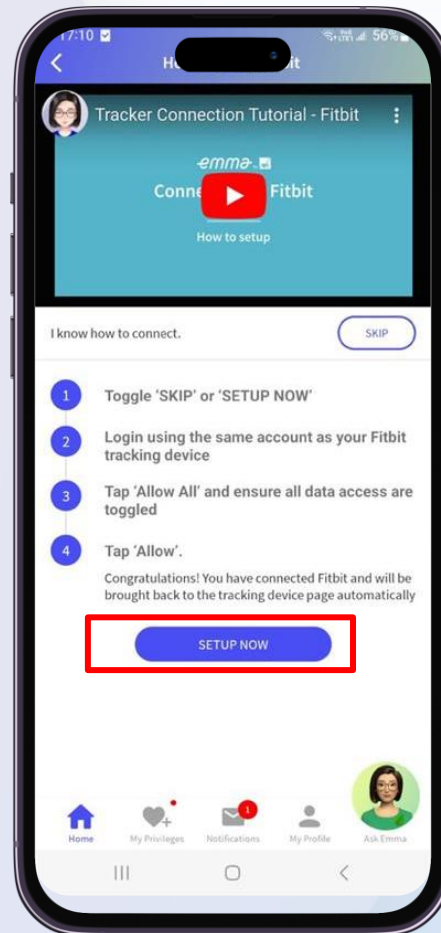 17:10
56%
Tracker Connection Tutorial - Fitbit
emma
Fitbit
How to setup
I know how to connect.
SKIP
1 Toggle ‘SKIP’ or ‘SETUP NOW’
2 Login using the same account as your Fitbit
tracking device
3 Tap ‘Allow All’ and ensure all data access are
toggled
4 Tap ‘Allow’.
Congratulations! You have connected Fitbit and will be
brought back to the tracking device page automatically
SETUP NOW
1
Home My Privileges Notifications My Profile Ask Emma